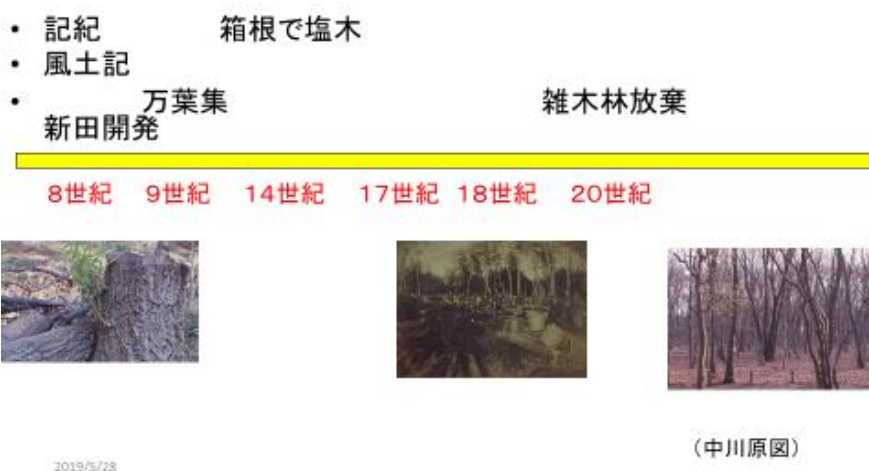 • 記紀 箱根で塩木
• 風土記
• 万葉集 雑木林放棄
新田開発
8世紀 9世紀 14世紀 17世紀 18世紀 20世紀
（中川原図）
2019/5/28